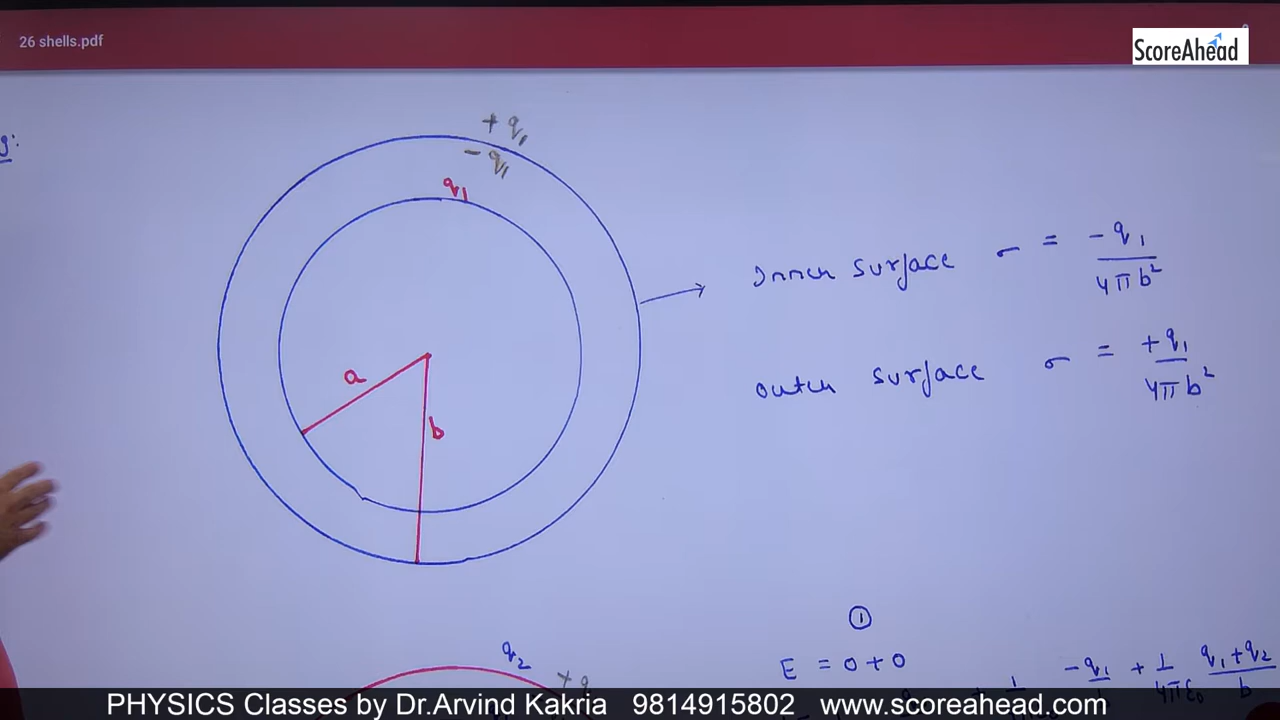 26 shells.pdf
ScoreAhead
+ q₁
- q₁
q₁
a
b
Inner surface σ = -q₁ / 4πb²
outer surface σ = +q₁ / 4πb²
①
E = 0 + 0
-q₁ / b + 1 / 4πε₀ q₁+q₂ / b
q₂
+ q
PHYSICS Classes by Dr.Arvind Kakria 9814915802 www.scoreahead.com